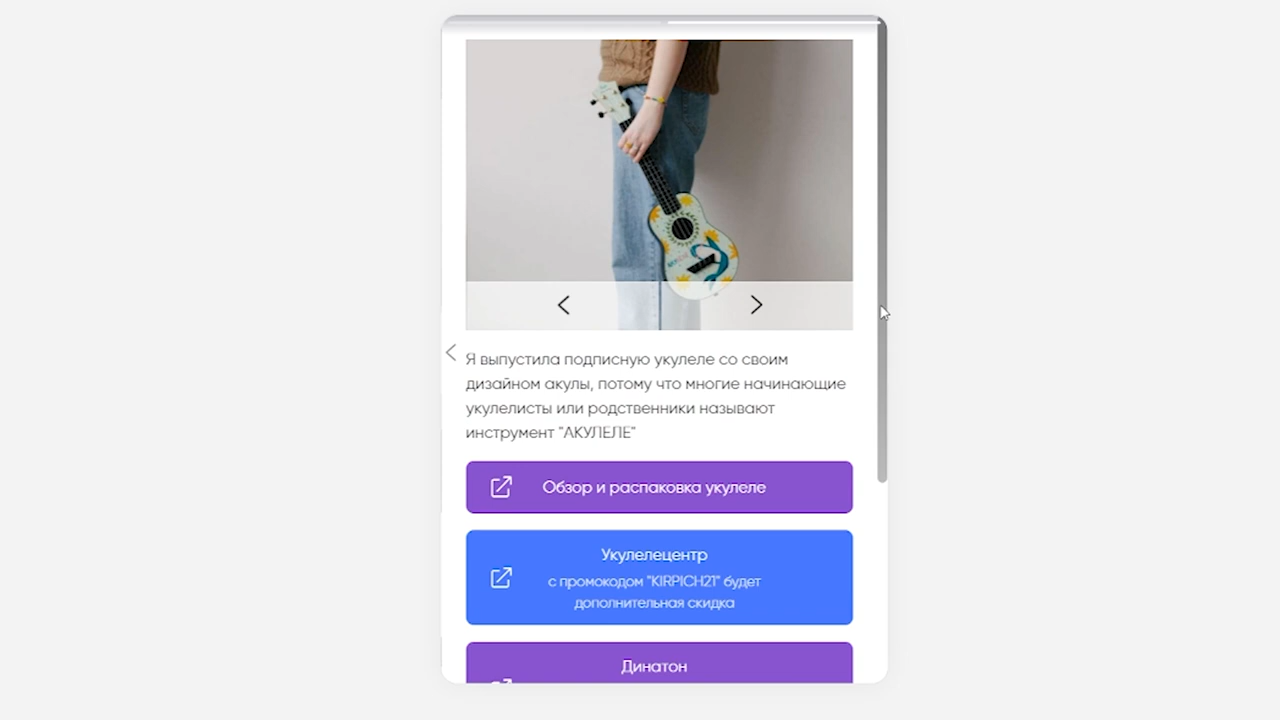 Я выпустила подписную укулеле со своим
дизайном акулы, потому что многие начинающие
укулелисты или родственники называют
инструмент "АКУЛЕЛЕ"
Обзор и распаковка укулеле
Укулелецентр
с промокодом "KIRPICH21" будет
дополнительная скидка
Динатон